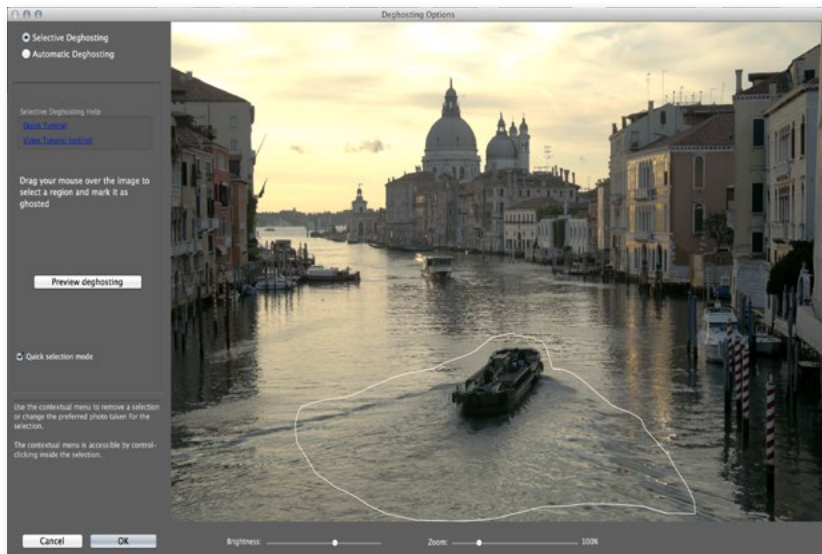 Deghosting Options
Selective Deghosting
Automatic Deghosting
Selective Deghosting Help
Quick Tutorial
Video Tutorial (online)
Drag your mouse over the image to
select a region and mark it as
ghosted
Preview deghosting
Quick selection mode
Use the contextual menu to remove a selection
or change the preferred photo taken for the
selection.
The contextual menu is accessible by control-
clicking inside the selection.
Cancel
OK
Brightness:
Zoom:
100%